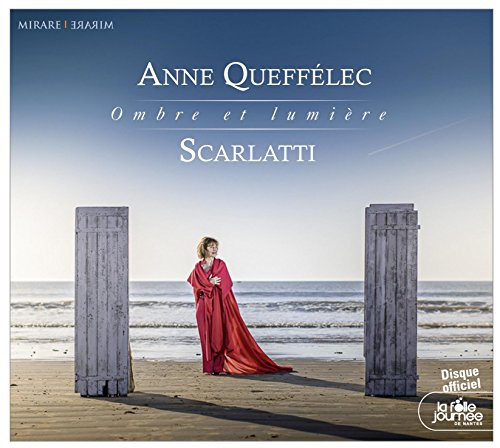 MIRARE | MIRARE
ANNE QUEFFÉLEC
Ombre et lumière
SCARLATTI
Disque
officiel
la folle
journée
DE NANTES